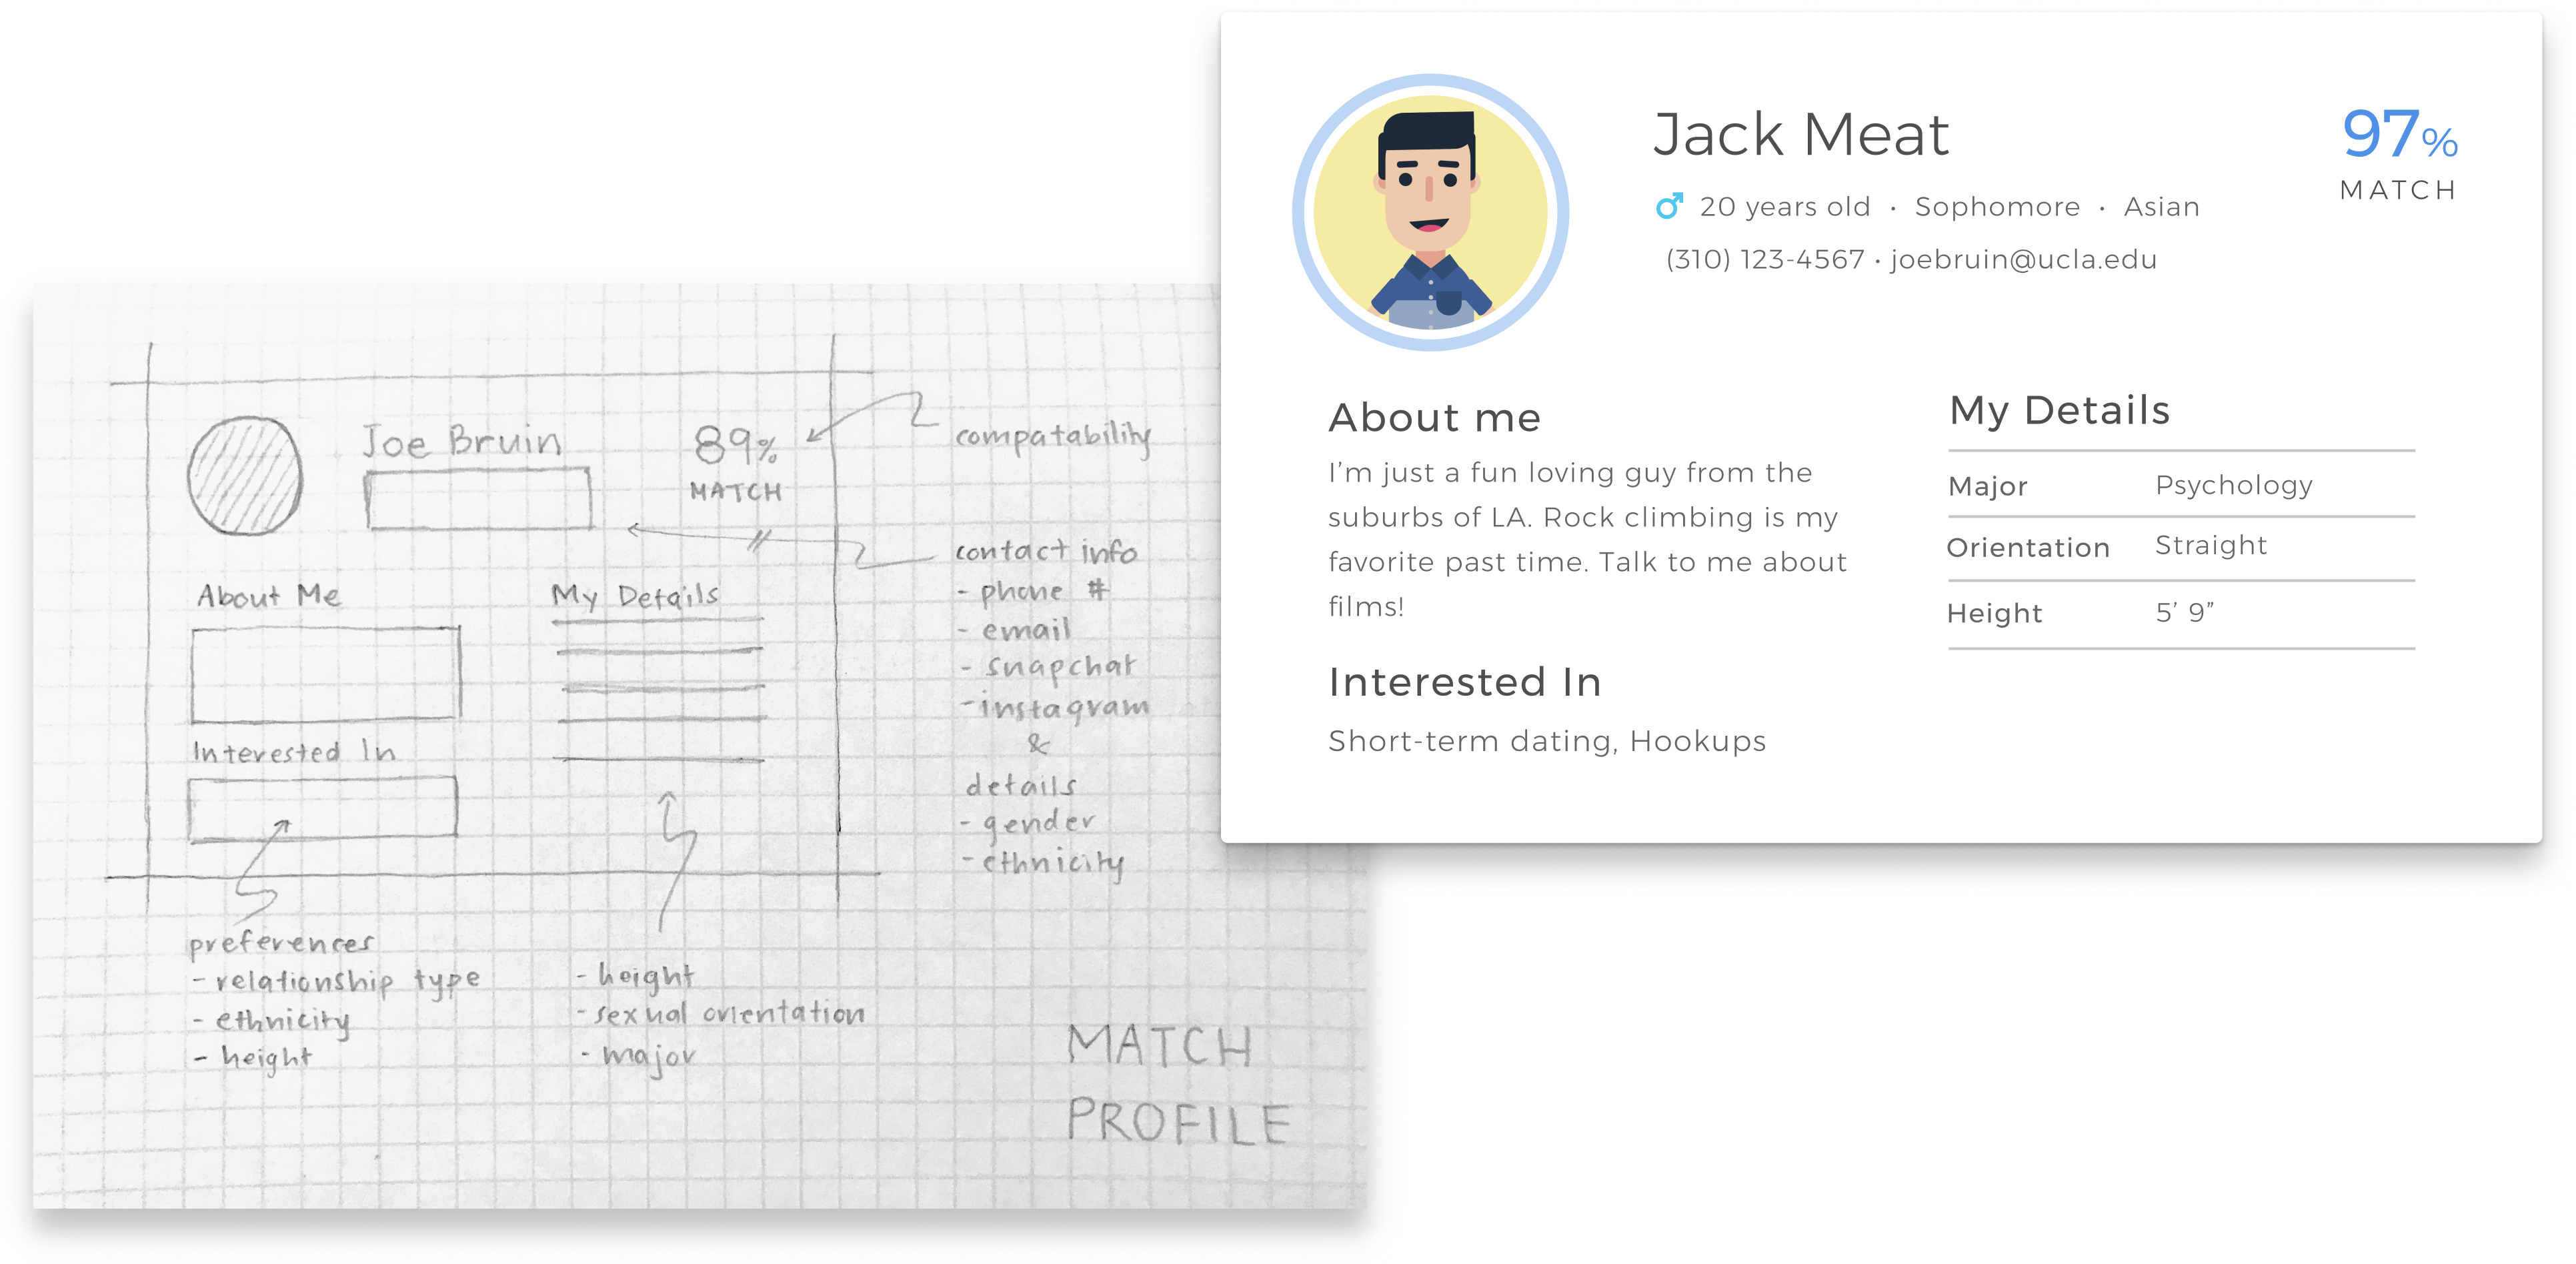 Joe Bruin
89%
MATCH
compatability
contact info
- phone #
- email
- snapchat
- instagram
&
details
- gender
- ethnicity
About Me
My Details
Interested In
preferences
- relationship type
- ethnicity
- height
- height
- sexual orientation
- major
MATCH
PROFILE
Jack Meat
97%
MATCH
♂ 20 years old · Sophomore · Asian
(310) 123-4567 · joebruin@ucla.edu
About me
I’m just a fun loving guy from the
suburbs of LA. Rock climbing is my
favorite past time. Talk to me about
films!
Interested In
Short-term dating, Hookups
My Details
Major Psychology
Orientation Straight
Height 5’ 9”